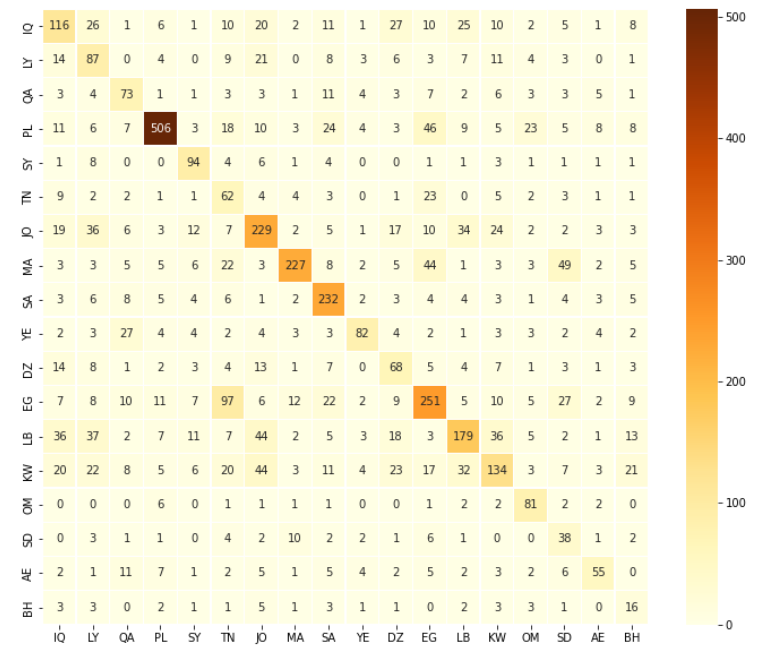 IQ 116 26 1 6 1 10 20 2 11 1 27 10 25 10 2 5 1 8
LY 14 87 0 4 0 9 21 0 8 3 6 3 7 11 4 3 0 1
QA 3 4 73 1 1 3 3 1 11 4 3 7 2 6 3 3 5 1
PL 11 6 7 506 3 18 10 3 24 4 3 46 9 5 23 5 8 8
SY 1 8 0 0 94 4 6 1 4 0 0 1 1 3 1 1 1 1
TN 9 2 2 1 1 62 4 4 3 0 1 23 0 5 2 3 1 1
JO 19 36 6 3 12 7 229 2 5 1 17 10 34 24 2 2 3 3
MA 3 3 5 5 6 22 3 227 8 2 5 44 1 3 3 49 2 5
SA 3 6 8 5 4 6 1 2 232 2 3 4 4 3 1 4 3 5
YE 2 3 27 4 4 2 4 3 3 82 4 2 1 3 3 2 4 2
DZ 14 8 1 2 3 4 13 1 7 0 68 5 4 7 1 3 1 3
EG 7 8 10 11 7 97 6 12 22 2 9 251 5 10 5 27 2 9
LB 36 37 2 7 11 7 44 2 5 3 18 3 179 36 5 2 1 13
KW 20 22 8 5 6 20 44 3 11 4 23 17 32 134 3 7 3 21
OM 0 0 0 6 0 1 1 1 1 0 0 1 2 2 81 2 2 0
SD 0 3 1 1 0 4 2 10 2 2 1 6 1 0 0 38 1 2
AE 2 1 11 7 1 2 5 1 5 4 2 5 2 3 2 6 55 0
BH 3 3 0 2 1 1 5 1 3 1 1 0 2 3 3 1 0 16
IQ LY QA PL SY TN JO MA SA YE DZ EG LB KW OM SD AE BH
500
400
300
200
100
0